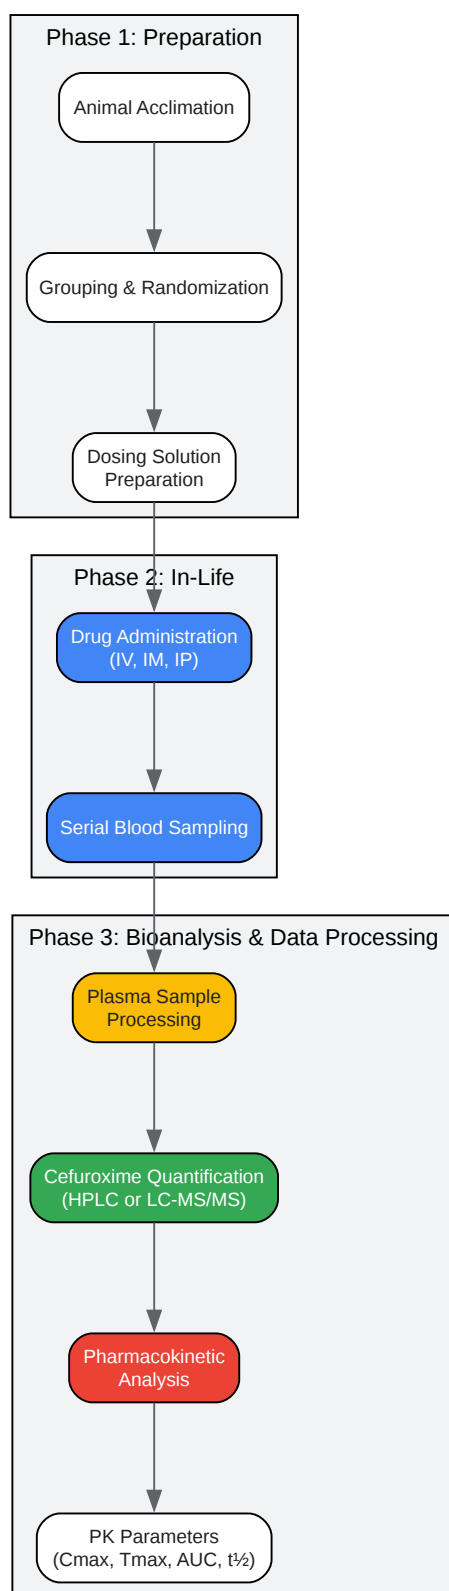 Phase 1: Preparation
Animal Acclimation
Grouping & Randomization
Dosing Solution
Preparation
Phase 2: In-Life
Drug Administration
(IV, IM, IP)
Serial Blood Sampling
Phase 3: Bioanalysis & Data Processing
Plasma Sample
Processing
Cefuroxime Quantification
(HPLC or LC-MS/MS)
Pharmacokinetic
Analysis
PK Parameters
(Cmax, Tmax, AUC, t½)